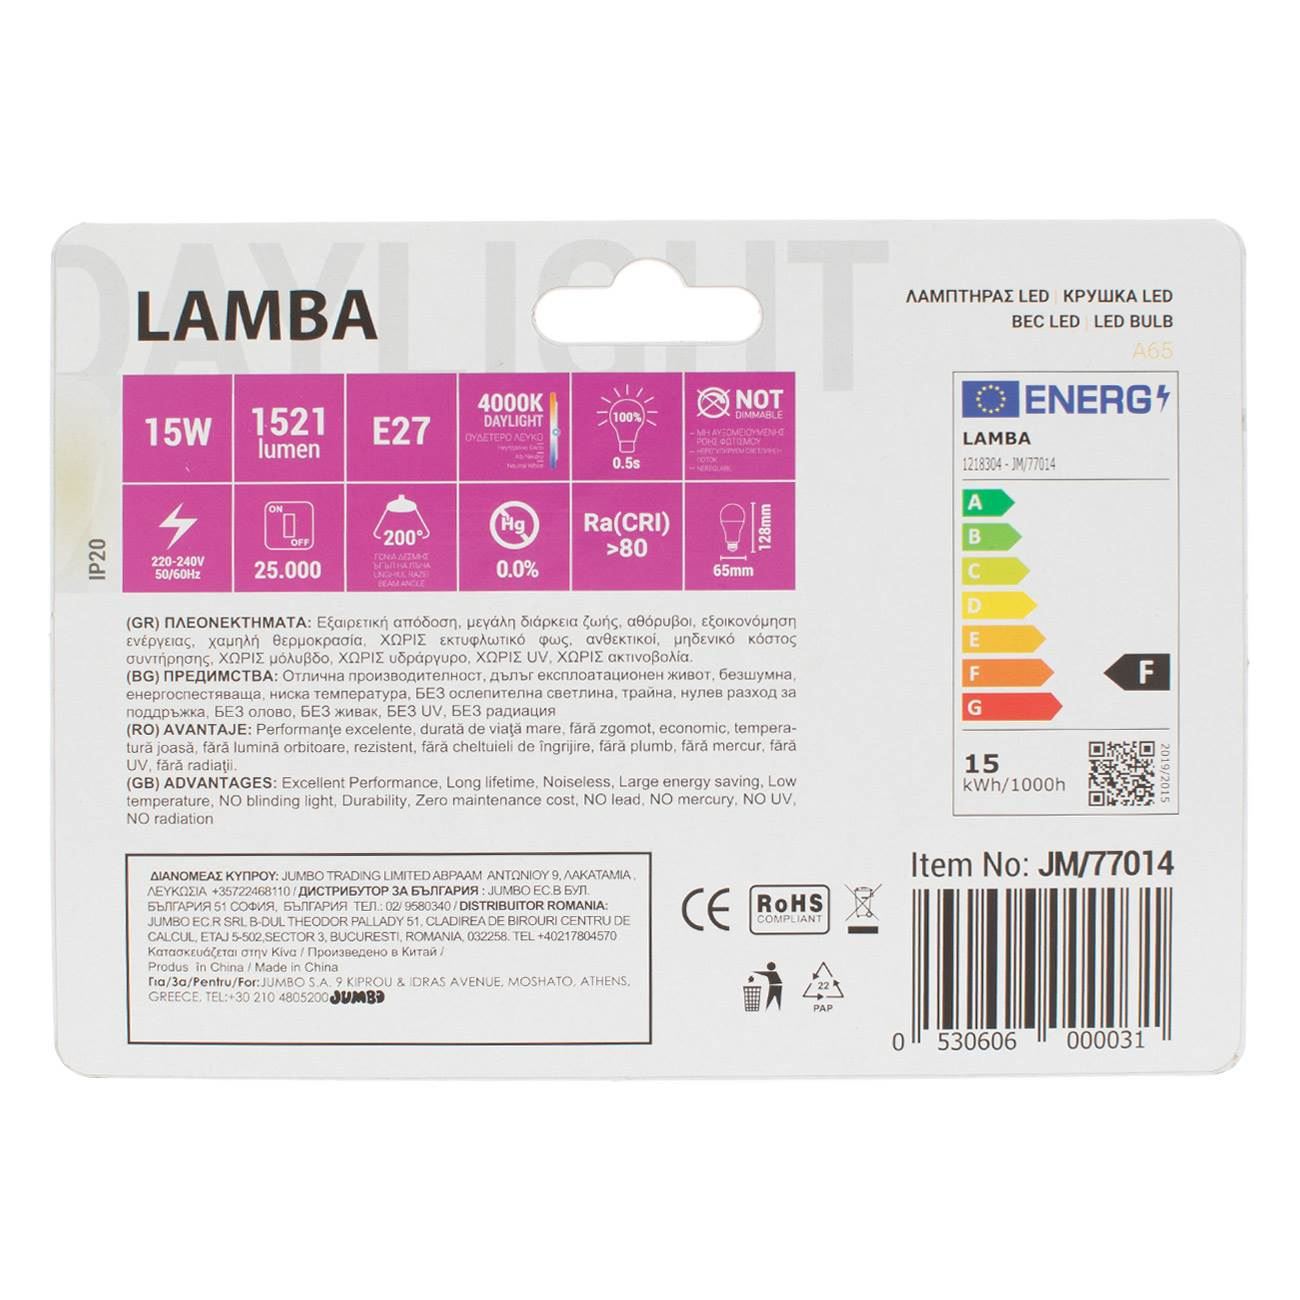 DAYLIGHT
LAMBA
ΛΑΜΠΤΗΡΑΣ LED | КРУШКА LED
BEC LED | LED BULB
A65
15W
1521
lumen
E27
4000K
DAYLIGHT
ΟΥΔΕΤΕΡΟ ΛΕΥΚΟ
100%
0.5s
NOT
DIMMABLE
– ΜΗ ΑΥΞΟΜΕΙΟΥΜΕΝΗΣ
ΡΟΗΣ ΦΩΤΙΣΜΟΥ
220-240V
50/60Hz
ON
OFF
25.000
200°
ΓΩΝΙΑ ΔΕΣΜΗΣ
ЪГЪЛ НА ЛЪЧА
UNGHIUL RAZEI
BEAM ANGLE
Hg
0.0%
Ra(CRI)
>80
128mm
65mm
IP20
ENERG
LAMBA
1218304 - JM/77014
A
B
C
D
E
F
G
F
15
kWh/1000h
2019/2015
(GR) ΠΛΕΟΝΕΚΤΗΜΑΤΑ: Εξαιρετική απόδοση, μεγάλη διάρκεια ζωής, αθόρυβοι, εξοικονόμηση
ενέργειας, χαμηλή θερμοκρασία, ΧΩΡΙΣ εκτυφλωτικό φως, ανθεκτικοί, μηδενικό κόστος
συντήρησης, ΧΩΡΙΣ μόλυβδο, ΧΩΡΙΣ υδράργυρο, ΧΩΡΙΣ UV, ΧΩΡΙΣ ακτινοβολία.
(BG) ПРЕДИМСТВА: Отлична производителност, дълъг експлоатационен живот, безшумна,
енергоспестяваща, ниска температура, БЕЗ ослепителна светлина, трайна, нулев разход за
поддръжка, БЕЗ олово, БЕЗ живак, БЕЗ UV, БЕЗ радиация
(RO) AVANTAJE: Performanţe excelente, durată de viaţă mare, fără zgomot, economic, tempera-
tură joasă, fără lumină orbitoare, rezistent, fără cheltuieli de îngrijire, fără plumb, fără mercur, fără
UV, fără radiaţii.
(GB) ADVANTAGES: Excellent Performance, Long lifetime, Noiseless, Large energy saving, Low
temperature, NO blinding light, Durability, Zero maintenance cost, NO lead, NO mercury, NO UV,
NO radiation
ΔΙΑΝΟΜΕΑΣ ΚΥΠΡΟΥ: JUMBO TRADING LIMITED ΑΒΡΑΑΜ ΑΝΤΩΝΙΟΥ 9, ΛΑΚΑΤΑΜΙΑ ,
ΛΕΥΚΩΣΙΑ +35722468110 / ДИСТРИБУТОР ЗА БЪЛГАРИЯ : JUMBO EC.B БУЛ.
БЪЛГАРИЯ 51 СОФИЯ, БЪЛГАРИЯ ТЕЛ.: 02/ 9580340 / DISTRIBUITOR ROMANIA:
JUMBO EC.R SRL B-DUL THEODOR PALLADY 51, CLADIREA DE BIROURI CENTRU DE
CALCUL, ETAJ 5-502,SECTOR 3, BUCURESTI, ROMANIA, 032258. TEL +40217804570
Κατασκευάζεται στην Κίνα / Произведено в Китай /
Produs in China / Made in China
Για/За/Pentru/For:JUMBO S.A. 9 KIPROU & IDRAS AVENUE, MOSHATO, ATHENS,
GREECE, TEL:+30 210 4805200 JUMBO
CE
RoHS
COMPLIANT
22
PAP
Item No: JM/77014
0 530606 000031